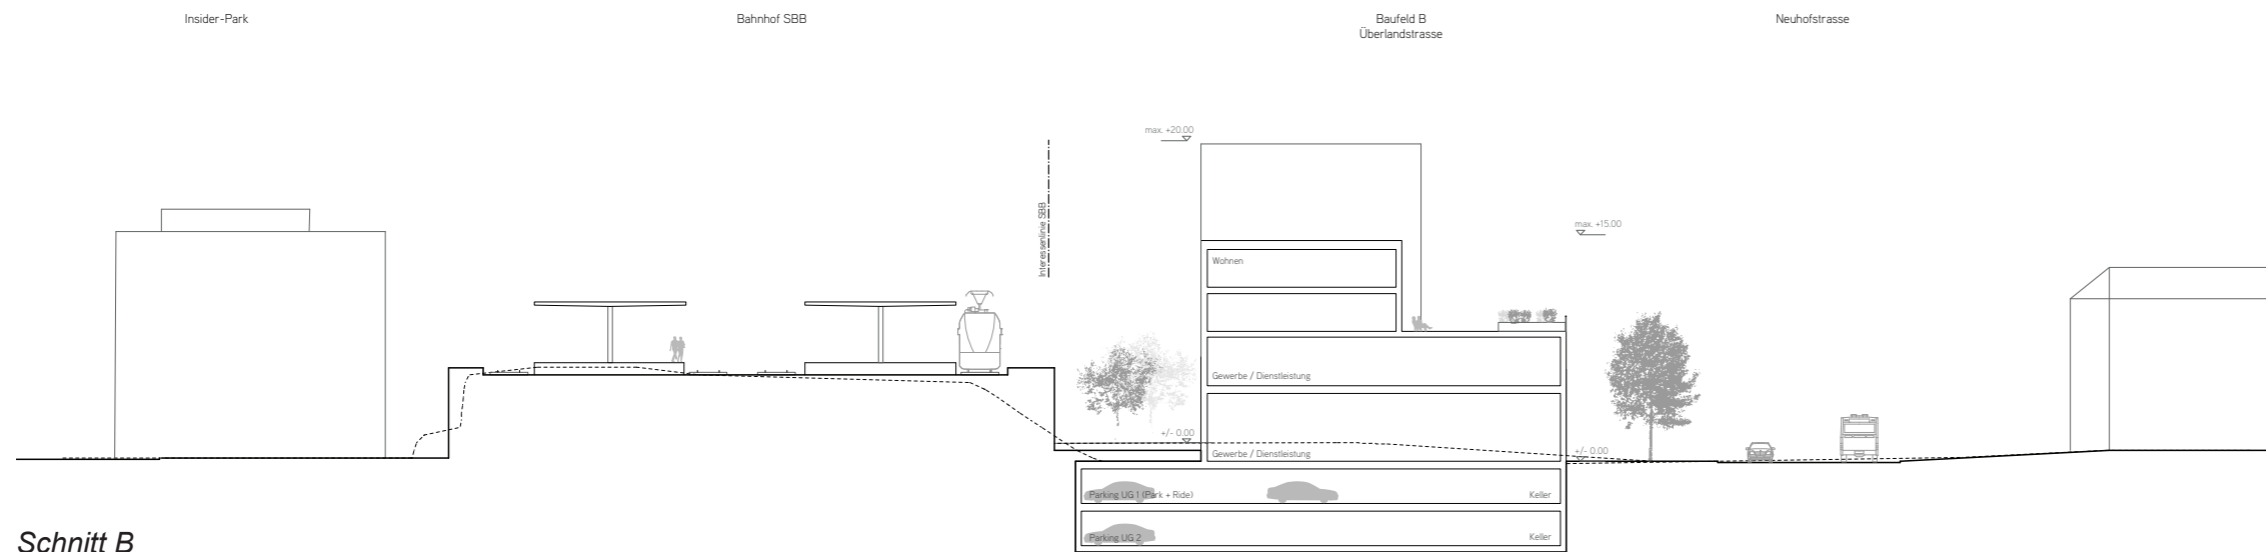 Insider-Park
Bahnhof SBB
Baufeld B
Überlandstrasse
Neuhofstrasse
max. +20.00
Interessenlinie SBB
max. +15.00
Wohnen
Gewerbe / Dienstleistung
+/- 0.00
Gewerbe / Dienstleistung
+/- 0.00
Parking UG 1 (Park + Ride)
Keller
Parking UG 2
Keller
Schnitt B